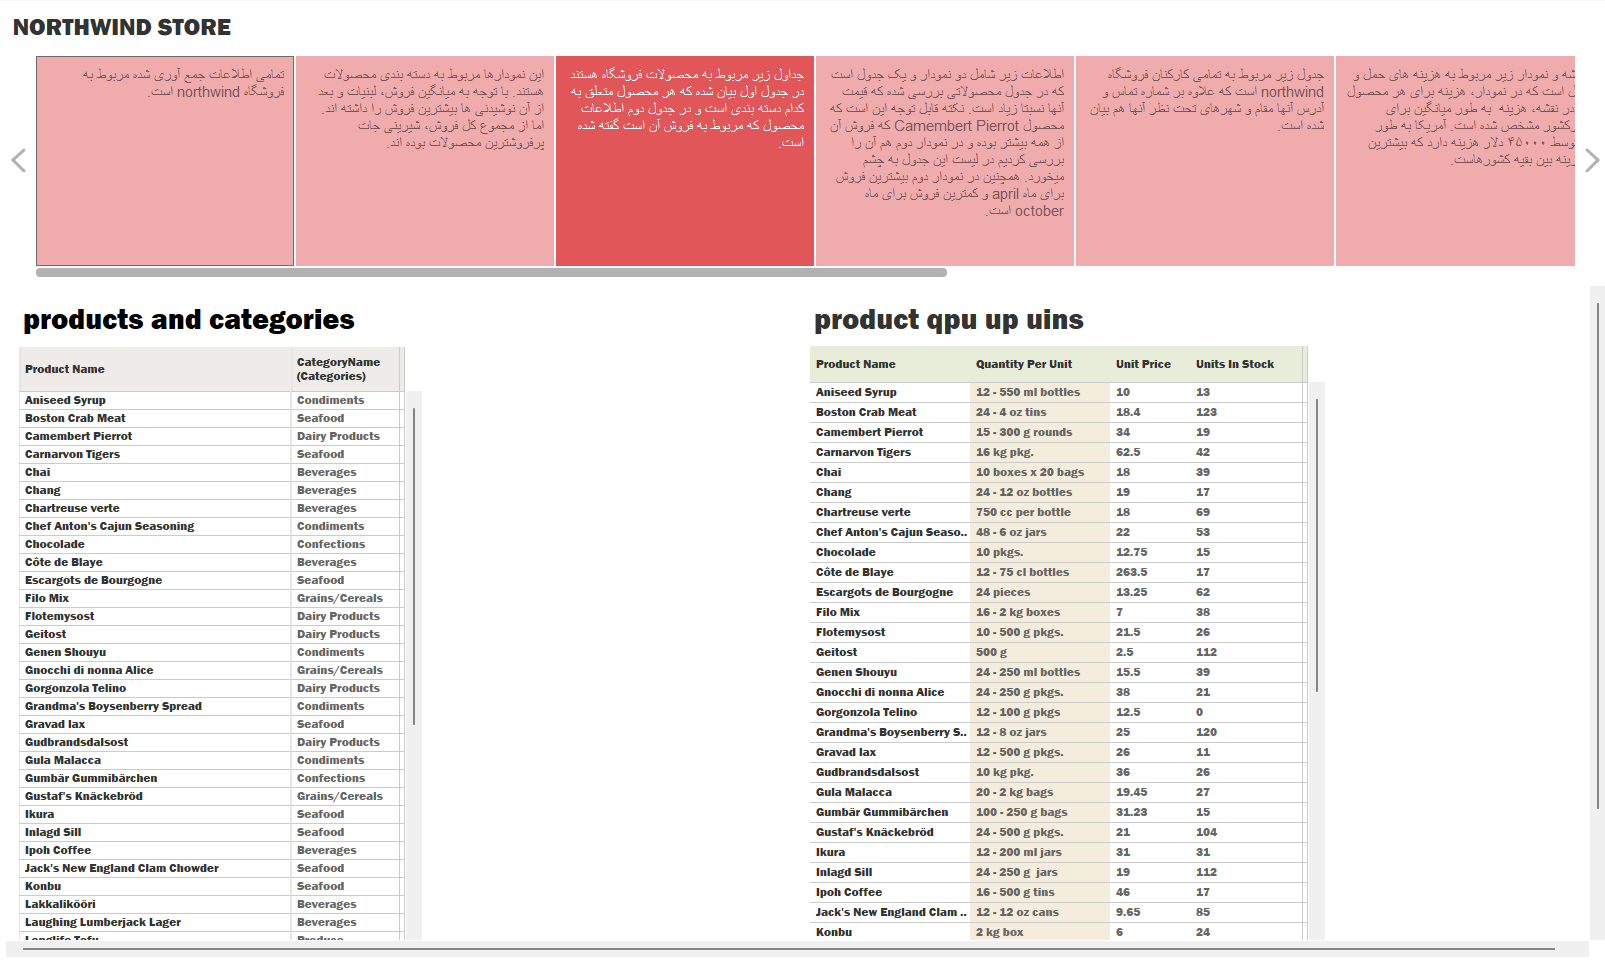 NORTHWIND STORE
تمامی اطلاعات جمع آوری شده مربوط به
فروشگاه northwind است.
این نمودارها مربوط به دسته بندی محصولات
هستند. با توجه به میانگین فروش، لبنیات و بعد
از آن نوشیدنی ها بیشترین فروش را داشته اند.
اما از مجموع کل فروش، شیرینی جات
پرفروشترین محصولات بوده اند.
جداول زیر مربوط به محصولات فروشگاه هستند
در جدول اول بیان شده که هر محصول متعلق به
کدام دسته بندی است و در جدول دوم اطلاعات
محصول که مربوط به فروش آن است گفته شده
است.
اطلاعات زیر شامل دو نمودار و یک جدول است
که در جدول محصولاتی بررسی شده که قیمت
آنها نسبتا زیاد است. نکته قابل توجه این است که
محصول Camembert Pierrot که فروش آن
از همه بیشتر بوده و در نمودار دوم هم آن را
بررسی کردیم در لیست این جدول به چشم
میخورد. همچنین در نمودار دوم بیشترین فروش
برای ماه april و کمترین فروش برای ماه
october است.
جدول زیر مربوط به تمامی کارکنان فروشگاه
northwind است که علاوه بر شماره تماس و
آدرس آنها مقام و شهرهای تحت نظر آنها هم بیان
شده است.
و نمودار زیر مربوط به هزینه های حمل و
است که در نمودار، هزینه برای هر محصول
در نقشه، هزینه به طور میانگین برای
مشخص شده است. آمریکا به طور
۴۵۰۰۰ دلار هزینه دارد که بیشترین
بین بقیه کشورهاست.
products and categories
Product Name CategoryName (Categories)
Aniseed Syrup Condiments
Boston Crab Meat Seafood
Camembert Pierrot Dairy Products
Carnarvon Tigers Seafood
Chai Beverages
Chang Beverages
Chartreuse verte Beverages
Chef Anton's Cajun Seasoning Condiments
Chocolade Confections
Côte de Blaye Beverages
Escargots de Bourgogne Seafood
Filo Mix Grains/Cereals
Flotemysost Dairy Products
Geitost Dairy Products
Genen Shouyu Condiments
Gnocchi di nonna Alice Grains/Cereals
Gorgonzola Telino Dairy Products
Grandma's Boysenberry Spread Condiments
Gravad lax Seafood
Gudbrandsdalsost Dairy Products
Gula Malacca Condiments
Gumbär Gummibärchen Confections
Gustaf's Knäckebröd Grains/Cereals
Ikura Seafood
Inlagd Sill Seafood
Ipoh Coffee Beverages
Jack's New England Clam Chowder Seafood
Konbu Seafood
Lakkalikööri Beverages
Laughing Lumberjack Lager Beverages
Longlife Tofu Produce
product qpu up uins
Product Name Quantity Per Unit Unit Price Units In Stock
Aniseed Syrup 12 - 550 ml bottles 10 13
Boston Crab Meat 24 - 4 oz tins 18.4 123
Camembert Pierrot 15 - 300 g rounds 34 19
Carnarvon Tigers 16 kg pkg. 62.5 42
Chai 10 boxes x 20 bags 18 39
Chang 24 - 12 oz bottles 19 17
Chartreuse verte 750 cc per bottle 18 69
Chef Anton's Cajun Seaso.. 48 - 6 oz jars 22 53
Chocolade 10 pkgs. 12.75 15
Côte de Blaye 12 - 75 cl bottles 263.5 17
Escargots de Bourgogne 24 pieces 13.25 62
Filo Mix 16 - 2 kg boxes 7 38
Flotemysost 10 - 500 g pkgs. 21.5 26
Geitost 500 g 2.5 112
Genen Shouyu 24 - 250 ml bottles 15.5 39
Gnocchi di nonna Alice 24 - 250 g pkgs. 38 21
Gorgonzola Telino 12 - 100 g pkgs 12.5 0
Grandma's Boysenberry S.. 12 - 8 oz jars 25 120
Gravad lax 12 - 500 g pkgs. 26 11
Gudbrandsdalsost 10 kg pkg. 36 26
Gula Malacca 20 - 2 kg bags 19.45 27
Gumbär Gummibärchen 100 - 250 g bags 31.23 15
Gustaf's Knäckebröd 24 - 500 g pkgs. 21 104
Ikura 12 - 200 ml jars 31 31
Inlagd Sill 24 - 250 g jars 19 112
Ipoh Coffee 16 - 500 g tins 46 17
Jack's New England Clam .. 12 - 12 oz cans 9.65 85
Konbu 2 kg box 6 24